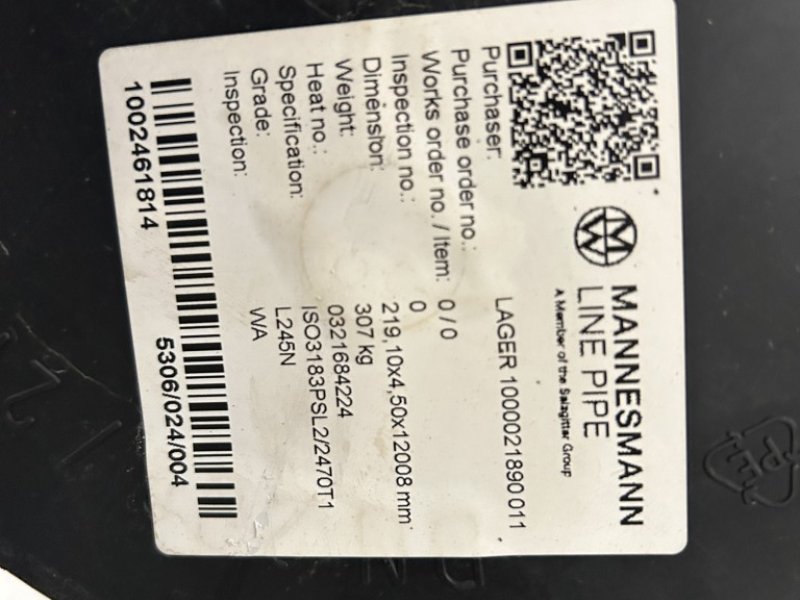 MANNESMANN
LINE PIPE
A Member of the Salzgitter Group
Purchaser: LAGER 1000021890 011
Purchase order no.:
Works order no. / Item: 0 / 0
Inspection no.: 0
Dimension: 219,10x4,50x12008 mm
Weight: 307 kg
Heat no.: 0321684224
Specification: ISO3183PSL2/2470T1
Grade: L245N
Inspection: WA
1002461814 5306/024/004